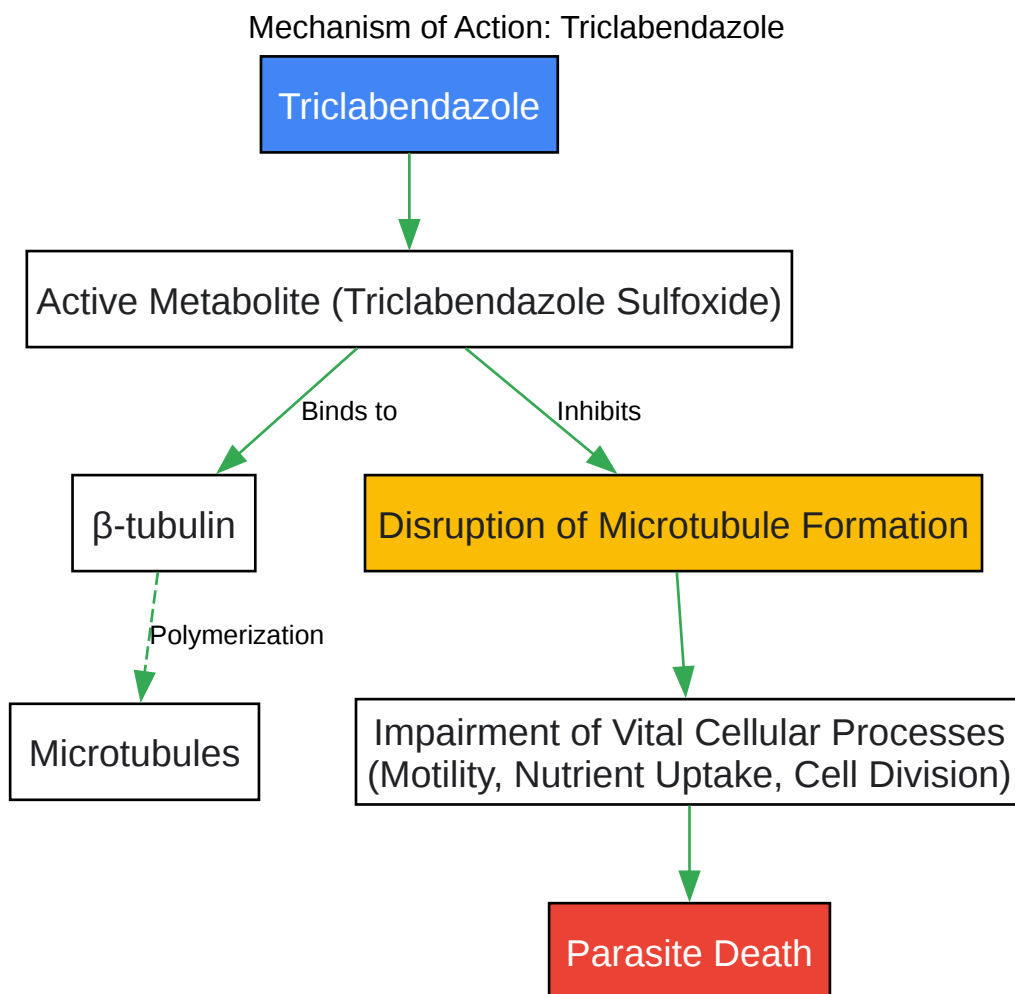 Mechanism of Action: Triclabendazole
Triclabendazole
Active Metabolite (Triclabendazole Sulfoxide)
Binds to
Inhibits
β-tubulin
Disruption of Microtubule Formation
Polymerization
Microtubules
Impairment of Vital Cellular Processes
(Motility, Nutrient Uptake, Cell Division)
Parasite Death